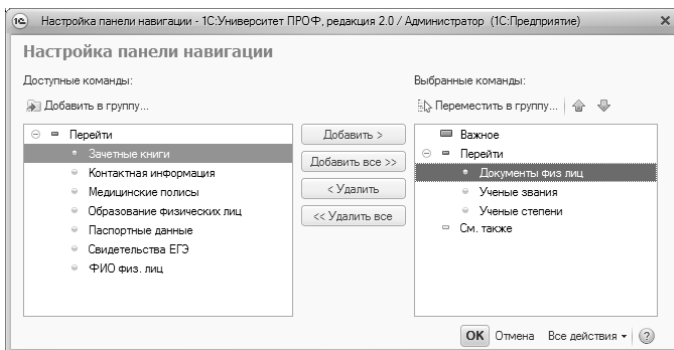 Настройка панели навигации - 1С:Университет ПРОФ, редакция 2.0 / Администратор (1С:Предприятие)
Настройка панели навигации
Доступные команды:
Добавить в группу...
Перейти
Зачетные книги
Контактная информация
Медицинские полисы
Образование физических лиц
Паспортные данные
Свидетельства ЕГЭ
ФИО физ. лиц
Добавить >
Добавить все >>
< Удалить
<< Удалить все
Выбранные команды:
Переместить в группу...
Важное
Перейти
Документы физ лиц
Ученые звания
Ученые степени
См. также
ОК Отмена Все действия ?